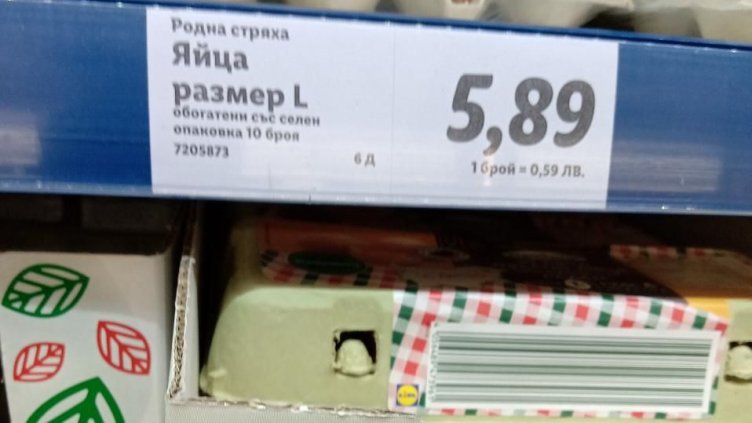 Родна стряха
Яйца
размер L
обогатени със селен
опаковка 10 броя
7205873
6 Д
5,89
1 брой = 0,59 ЛВ.